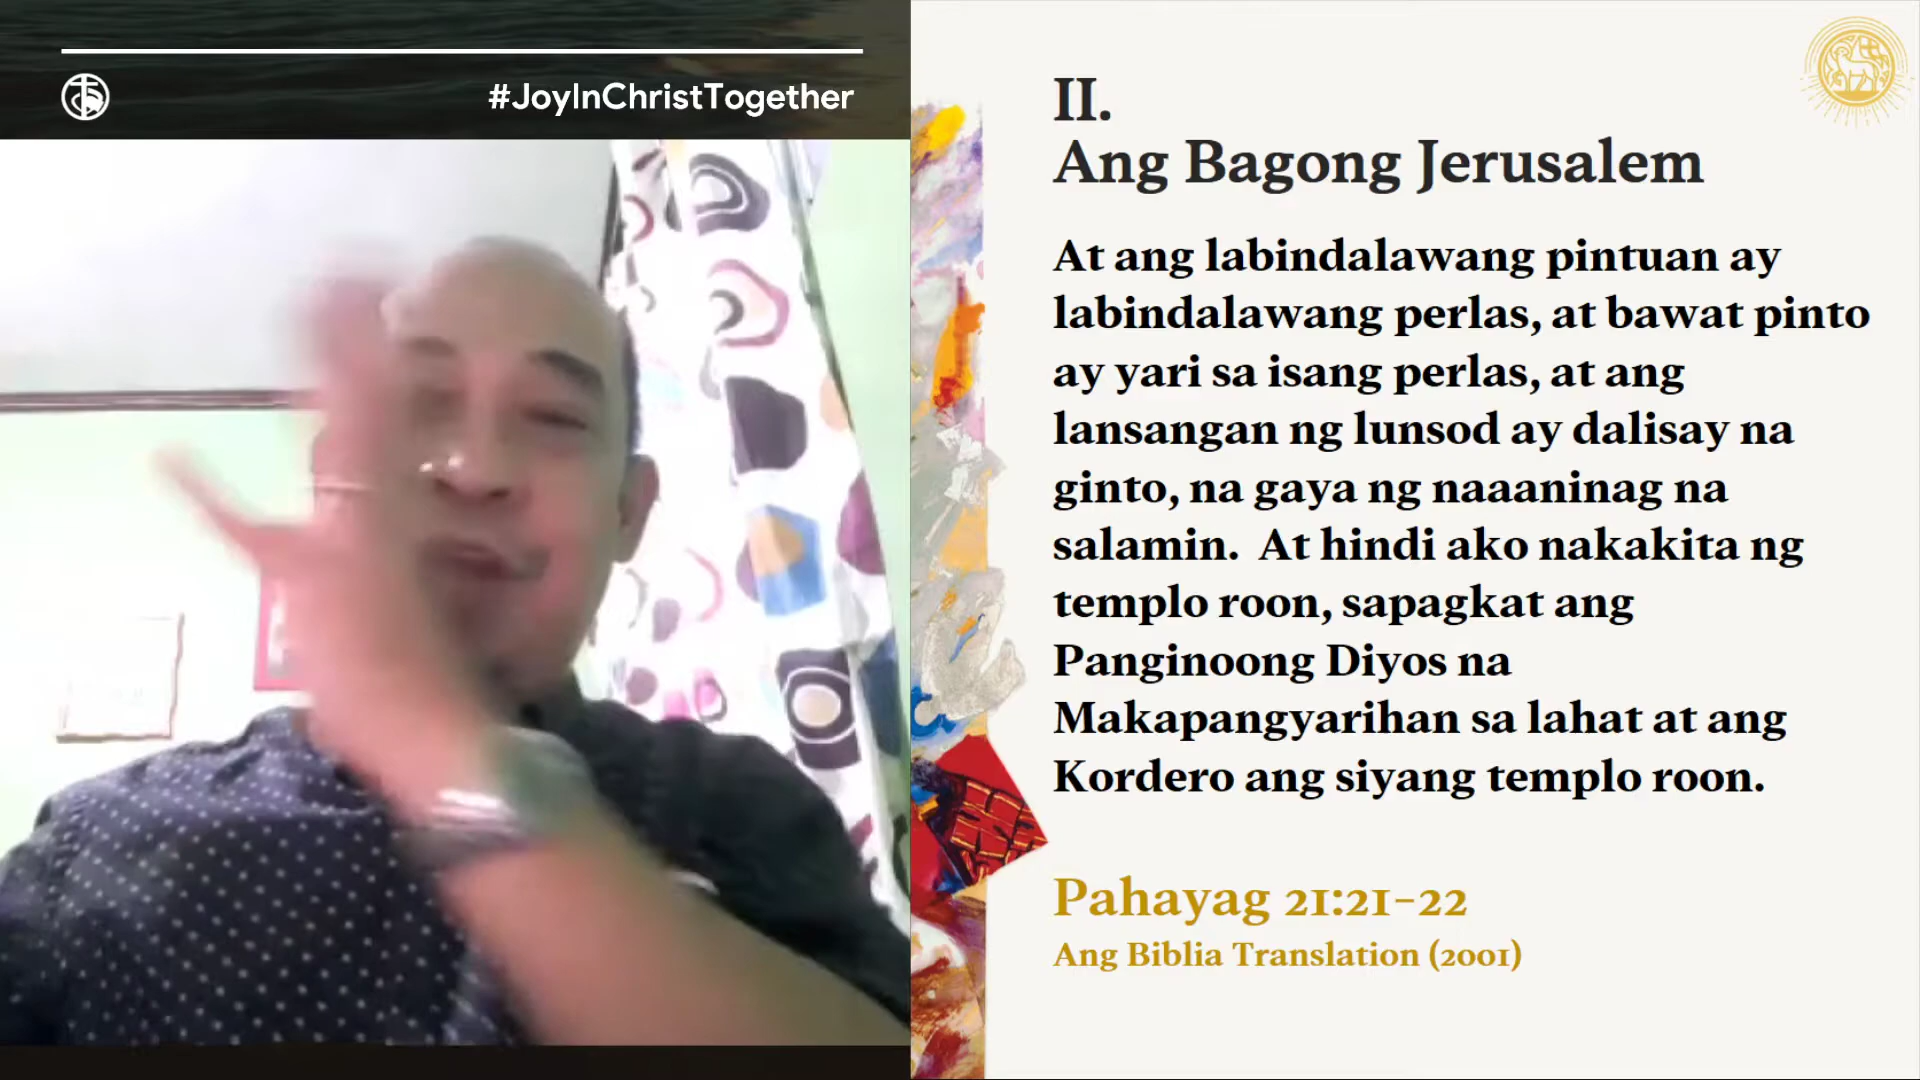 #JoyInChristTogether
II.
Ang Bagong Jerusalem
At ang labindalawang pintuan ay
labindalawang perlas, at bawat pinto
ay yari sa isang perlas, at ang
lansangan ng lunsod ay dalisay na
ginto, na gaya ng naaaninag na
salamin.  At hindi ako nakakita ng
templo roon, sapagkat ang
Panginoong Diyos na
Makapangyarihan sa lahat at ang
Kordero ang siyang templo roon.
Pahayag 21:21-22
Ang Biblia Translation (2001)